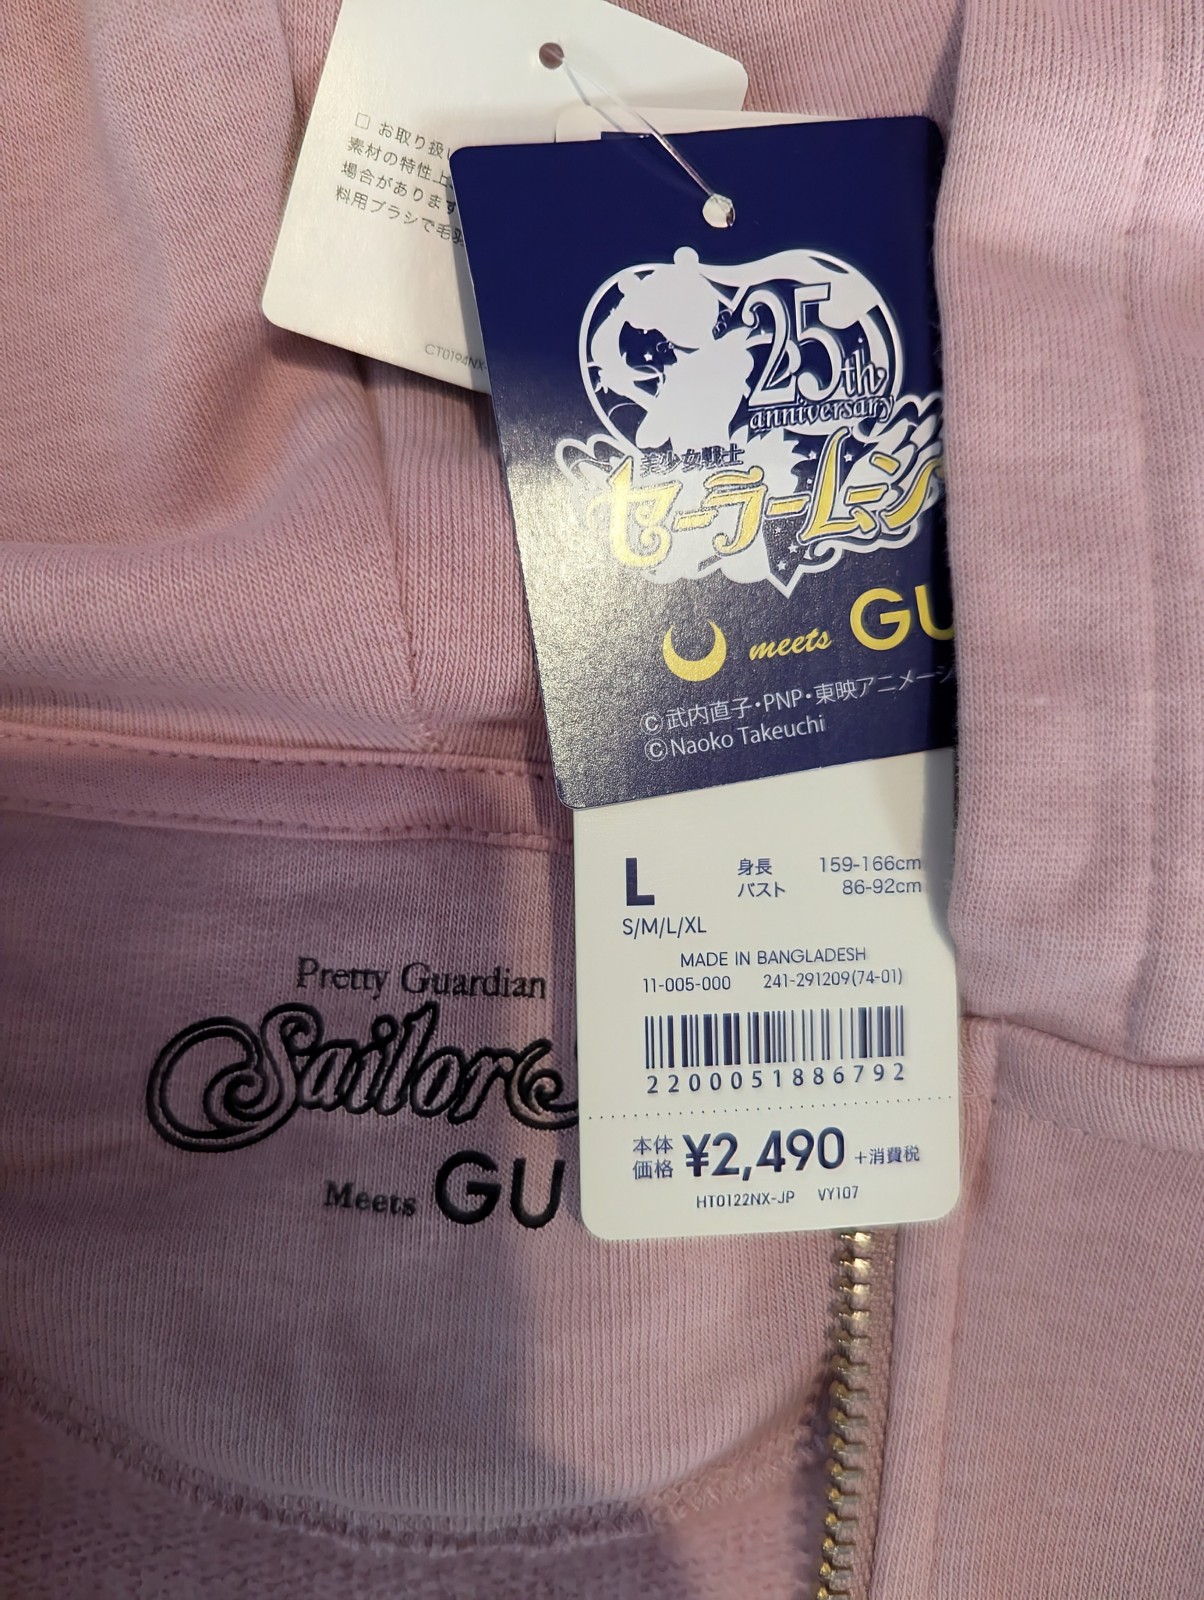 □ お取り扱い
素材の特性上
場合があります
料用ブラシで毛羽
CT0194NX-
25th
anniversary
美少女戦士
セーラームーン
meets GU
©武内直子・PNP・東映アニメーシ
©Naoko Takeuchi
L 身長 159-166cm
バスト 86-92cm
S/M/L/XL
MADE IN BANGLADESH
11-005-000 241-291209(74-01)
2200051886792
本体価格 ¥2,490 +消費税
HT0122NX-JP VY107
Pretty Guardian
Sailor
Meets GU